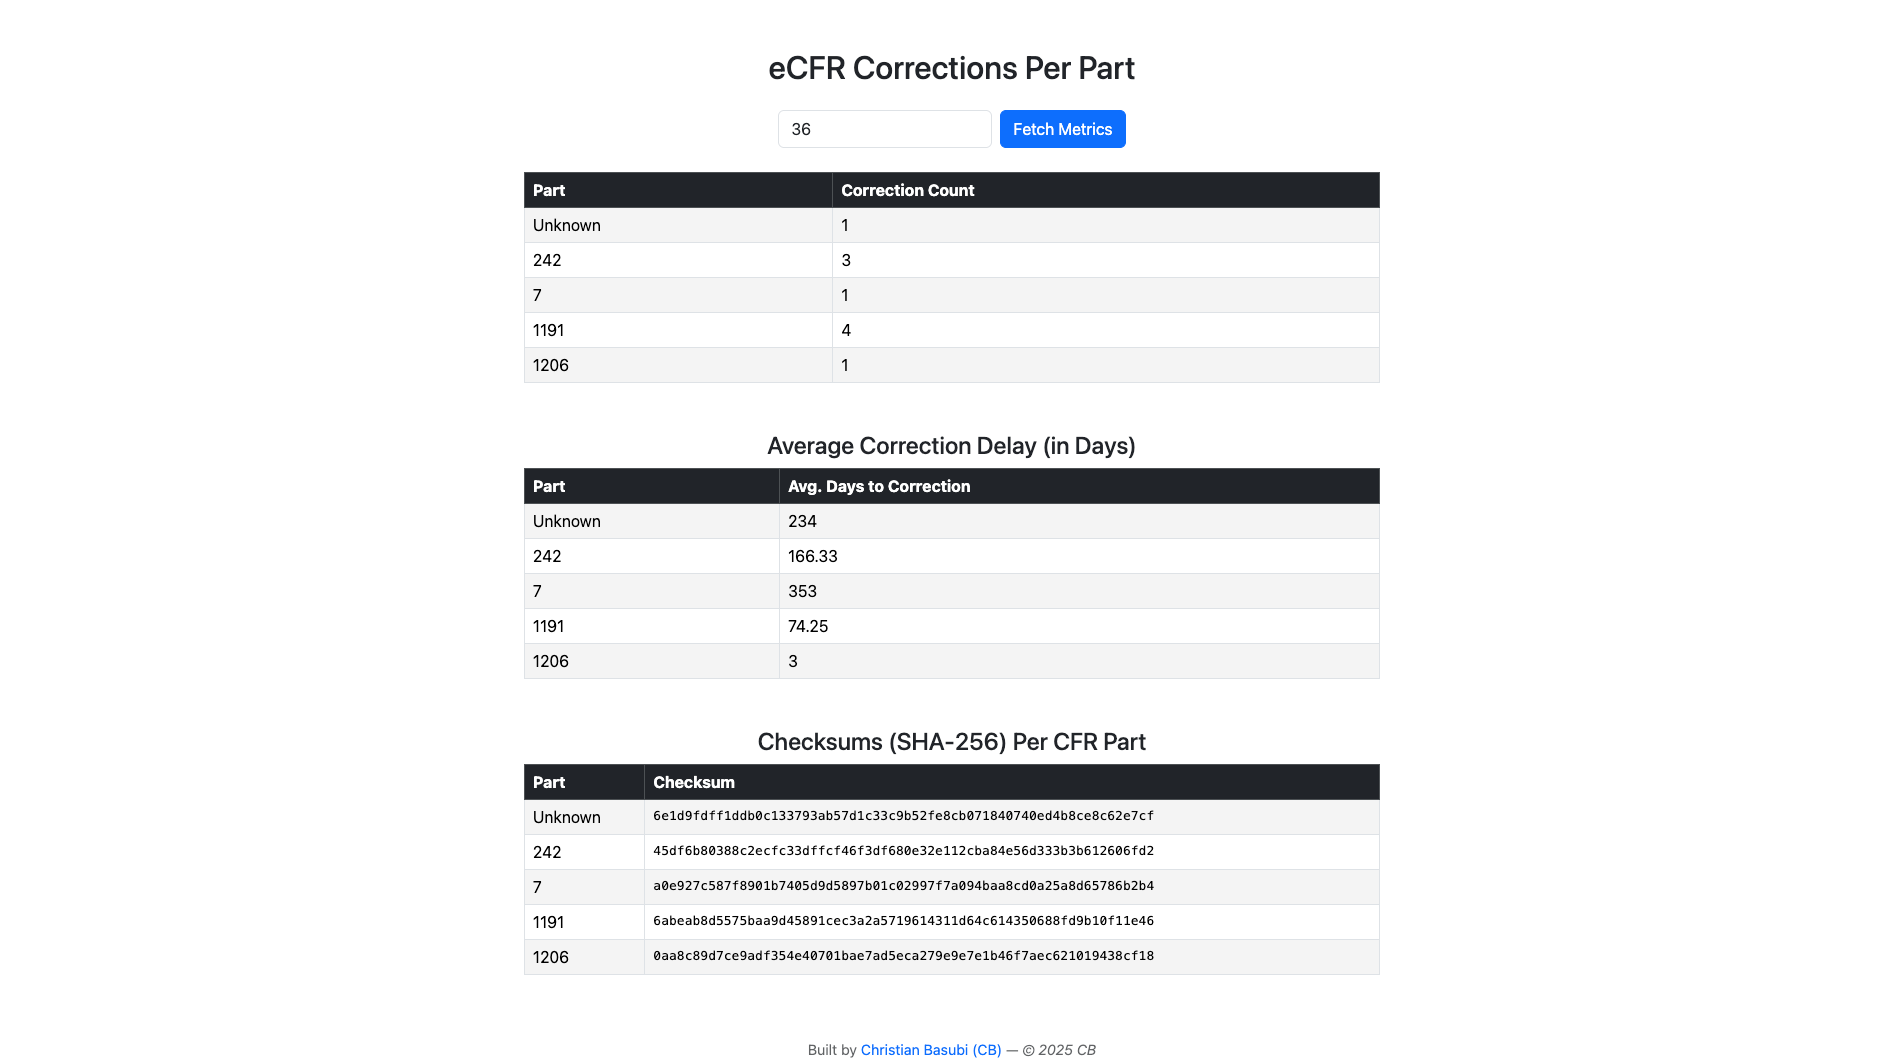 eCFR Corrections Per Part
36 Fetch Metrics
Part Correction Count
Unknown 1
242 3
7 1
1191 4
1206 1
Average Correction Delay (in Days)
Part Avg. Days to Correction
Unknown 234
242 166.33
7 353
1191 74.25
1206 3
Checksums (SHA-256) Per CFR Part
Part Checksum
Unknown 6e1d9fdff1ddb0c133793ab57d1c33c9b52fe8cb071840740ed4b8ce8c62e7cf
242 45df6b80388c2ecfc33dffcf46f3df680e32e112cba84e56d333b3b612606fd2
7 a0e927c587f8901b7405d9d5897b01c02997f7a094baa8cd0a25a8d65786b2b4
1191 6abeab8d5575baa9d45891cec3a2a5719614311d64c614350688fd9b10f11e46
1206 0aa8c89d7ce9adf354e40701bae7ad5eca279e9e7e1b46f7aec621019438cf18
Built by Christian Basubi (CB) — © 2025 CB